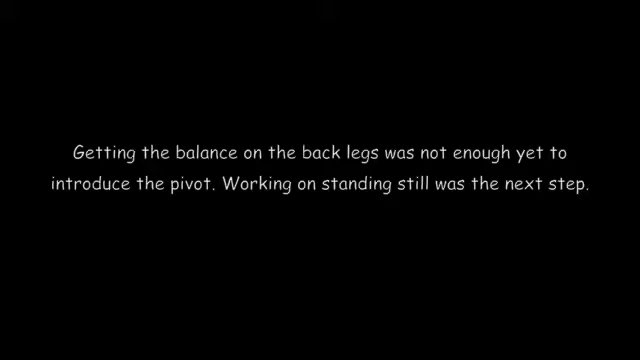 Getting the balance on the back legs was not enough yet to
introduce the pivot. Working on standing still was the next step.